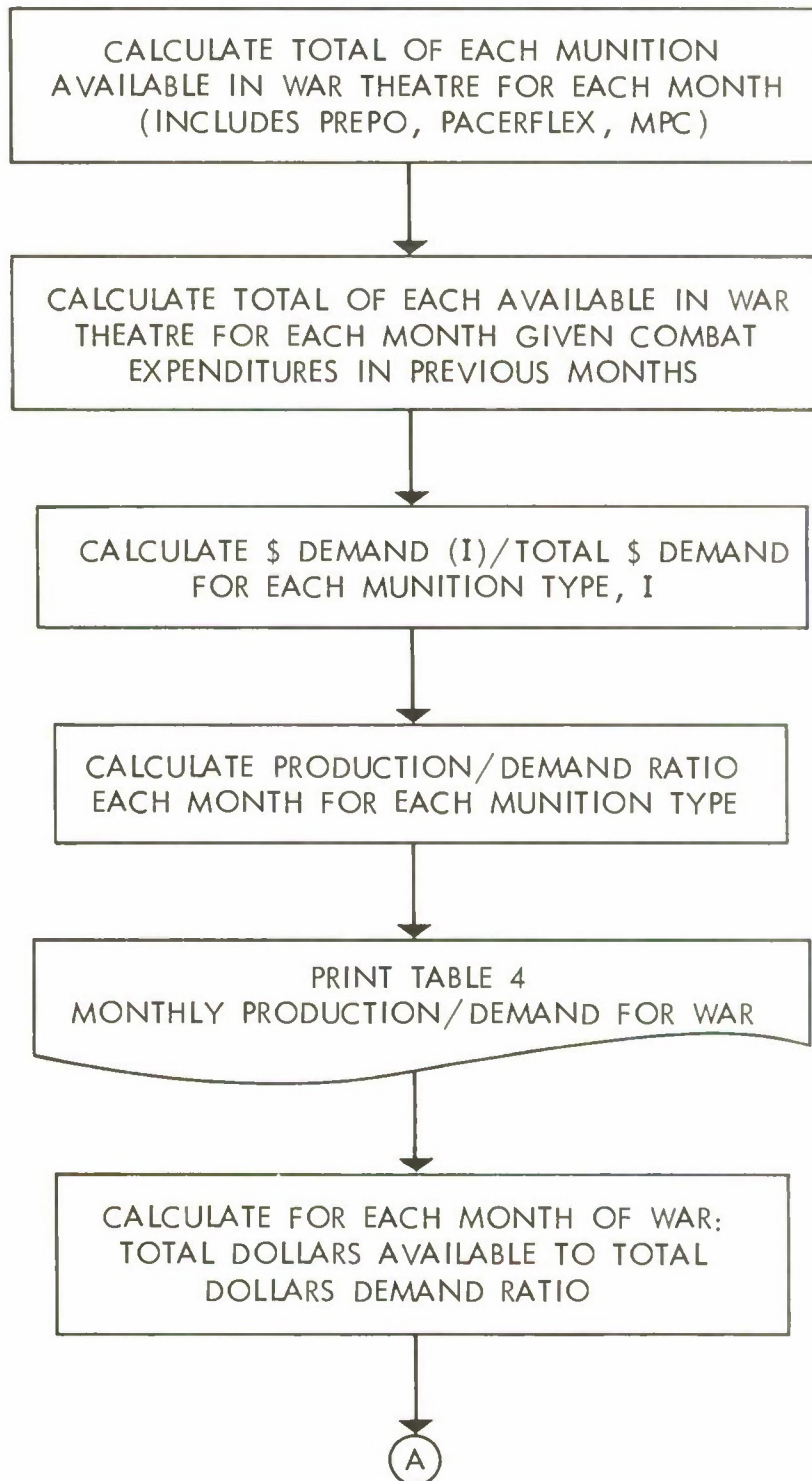 CALCULATE TOTAL OF EACH MUNITION
AVAILABLE IN WAR THEATRE FOR EACH MONTH
(INCLUDES PREPO, PACERFLEX, MPC)
CALCULATE TOTAL OF EACH AVAILABLE IN WAR
THEATRE FOR EACH MONTH GIVEN COMBAT
EXPENDITURES IN PREVIOUS MONTHS
CALCULATE $ DEMAND (I)/TOTAL $ DEMAND
FOR EACH MUNITION TYPE, I
CALCULATE PRODUCTION/DEMAND RATIO
EACH MONTH FOR EACH MUNITION TYPE
PRINT TABLE 4
MONTHLY PRODUCTION/DEMAND FOR WAR
CALCULATE FOR EACH MONTH OF WAR:
TOTAL DOLLARS AVAILABLE TO TOTAL
DOLLARS DEMAND RATIO
A